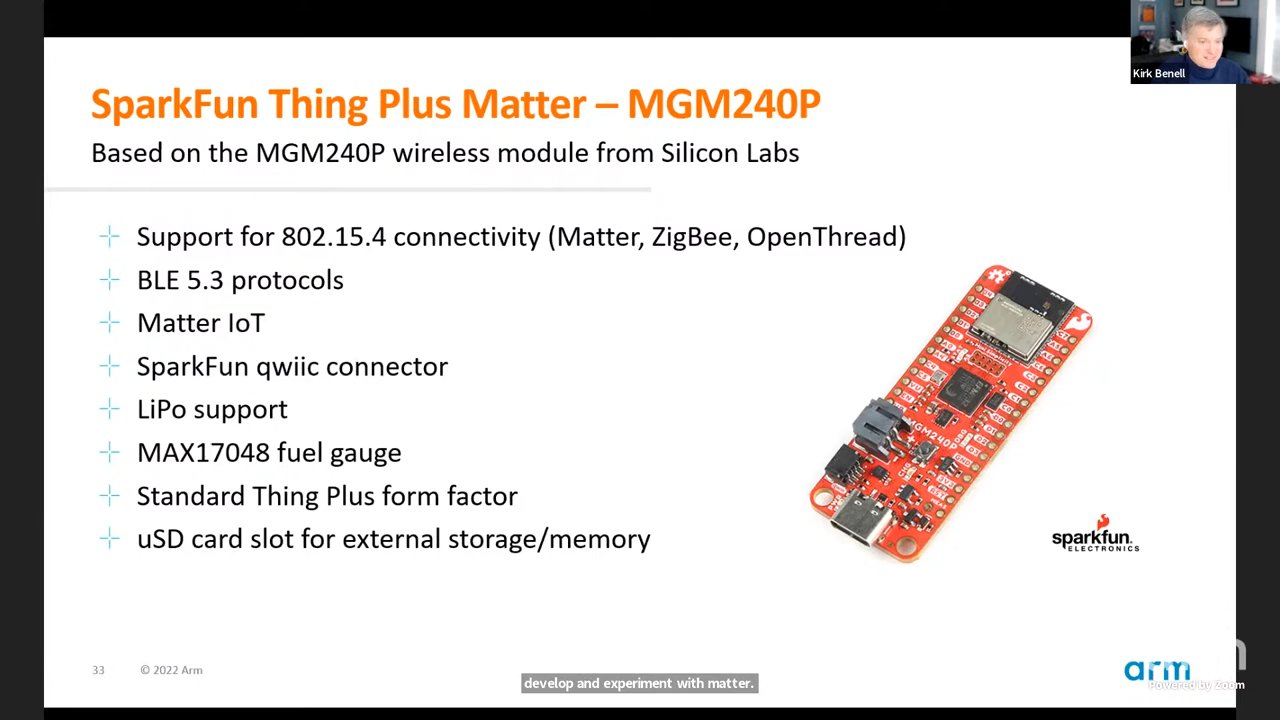 Kirk Benell
SparkFun Thing Plus Matter – MGM240P
Based on the MGM240P wireless module from Silicon Labs
Support for 802.15.4 connectivity (Matter, ZigBee, OpenThread)
BLE 5.3 protocols
Matter IoT
SparkFun qwiic connector
LiPo support
MAX17048 fuel gauge
Standard Thing Plus form factor
uSD card slot for external storage/memory
MGM240P
sparkfun
ELECTRONICS
33
© 2022 Arm
develop and experiment with matter.
arm
Powered by Zoom